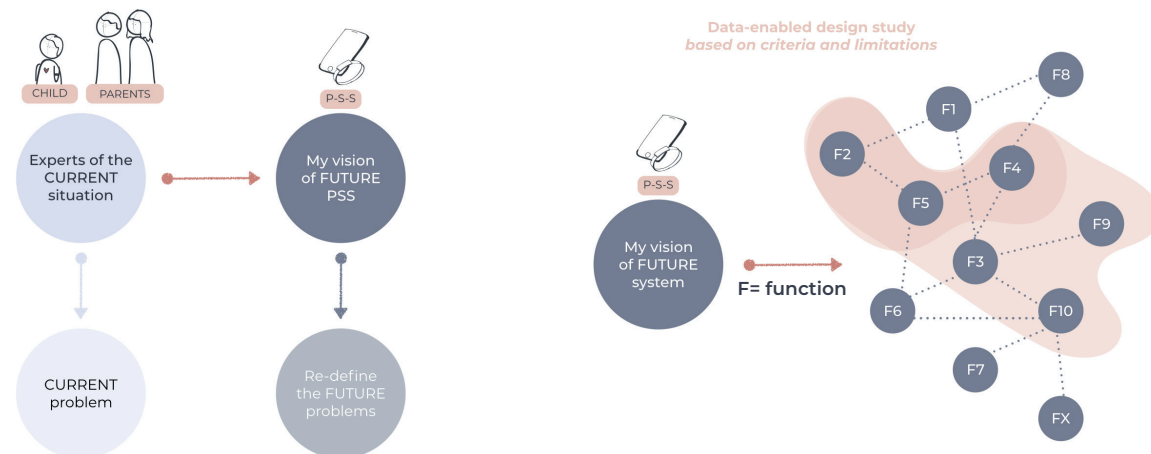 CHILD
PARENTS
P-S-S
Experts of the
CURRENT
situation
My vision
of FUTURE
PSS
CURRENT
problem
Re-define
the FUTURE
problems
Data-enabled design study
based on criteria and limitations
P-S-S
My vision
of FUTURE
system
F= function
F8
F1
F2
F4
F5
F9
F3
F6
F10
F7
FX